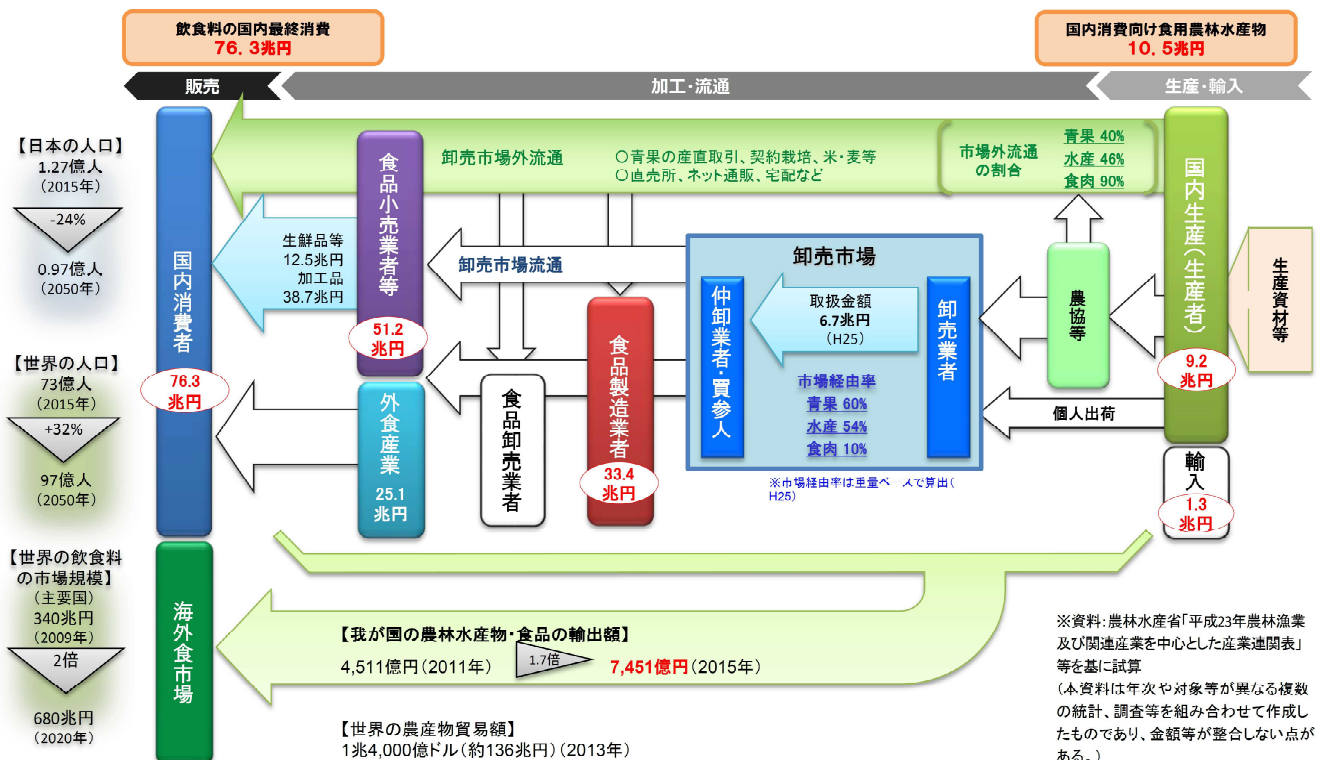 飲食料の国内最終消費
76.3兆円
国内消費向け食用農林水産物
10.5兆円
販売
加工・流通
生産・輸入
【日本の人口】
1.27億人
(2015年)
-24%
0.97億人
(2050年)
【世界の人口】
73億人
(2015年)
+32%
97億人
(2050年)
【世界の飲食料
の市場規模】
(主要国)
340兆円
(2009年)
2倍
680兆円
(2020年)
国内消費者
76.3
兆円
海外食市場
生鮮品等
12.5兆円
加工品
38.7兆円
食品小売業者等
51.2
兆円
外食産業
25.1
兆円
卸売市場外流通
○青果の産直取引、契約栽培、米・麦等
○直売所、ネット通販、宅配など
市場外流通
の割合
青果 40%
水産 46%
食肉 90%
卸売市場流通
食品卸売業者
食品製造業者
33.4
兆円
卸売市場
仲卸業者・買参人
取扱金額
6.7兆円
(H25)
市場経由率
青果 60%
水産 54%
食肉 10%
卸売業者
※市場経由率は重量ベースで算出(
H25)
農協等
個人出荷
国内生産(生産者)
9.2
兆円
輸入
1.3
兆円
生産資材等
【我が国の農林水産物・食品の輸出額】
4,511億円(2011年)
1.7倍
7,451億円(2015年)
【世界の農産物貿易額】
1兆4,000億ドル(約136兆円)(2013年)
※資料:農林水産省「平成23年農林漁業
及び関連産業を中心とした産業連関表」
等を基に試算
(本資料は年次や対象等が異なる複数
の統計、調査等を組み合わせて作成し
たものであり、金額等が整合しない点が
ある。)